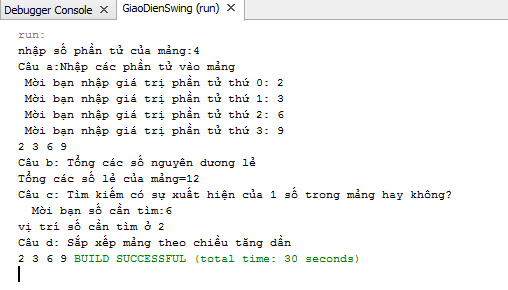 Debugger Console × GiaoDienSwing (run) ×
run:
nhập số phần tử của mảng:4
Câu a:Nhập các phần tử vào mảng
Mời bạn nhập giá trị phần tử thứ 0: 2
Mời bạn nhập giá trị phần tử thứ 1: 3
Mời bạn nhập giá trị phần tử thứ 2: 6
Mời bạn nhập giá trị phần tử thứ 3: 9
2 3 6 9
Câu b: Tổng các số nguyên dương lẻ
Tổng các số lẻ của mảng=12
Câu c: Tìm kiếm có sự xuất hiện của 1 số trong mảng hay không?
Mời bạn số cần tìm:6
vị trí số cần tìm ở 2
Câu d: Sắp xếp mảng theo chiều tăng dần
2 3 6 9 BUILD SUCCESSFUL (total time: 30 seconds)